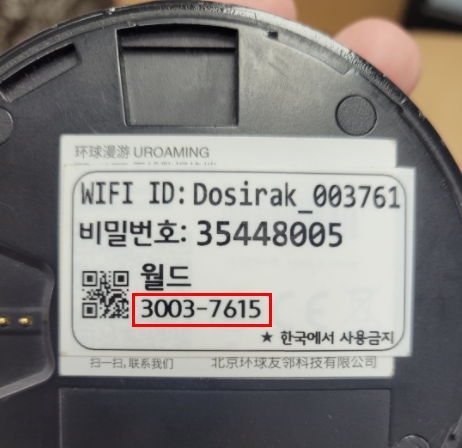 环球漫游 UROAMING
WIFI ID: Dosirak_003761
비밀번호: 35448005
월드
3003-7615
★ 한국에서 사용금지
扫一扫,联系我们 北京环球友邻科技有限公司